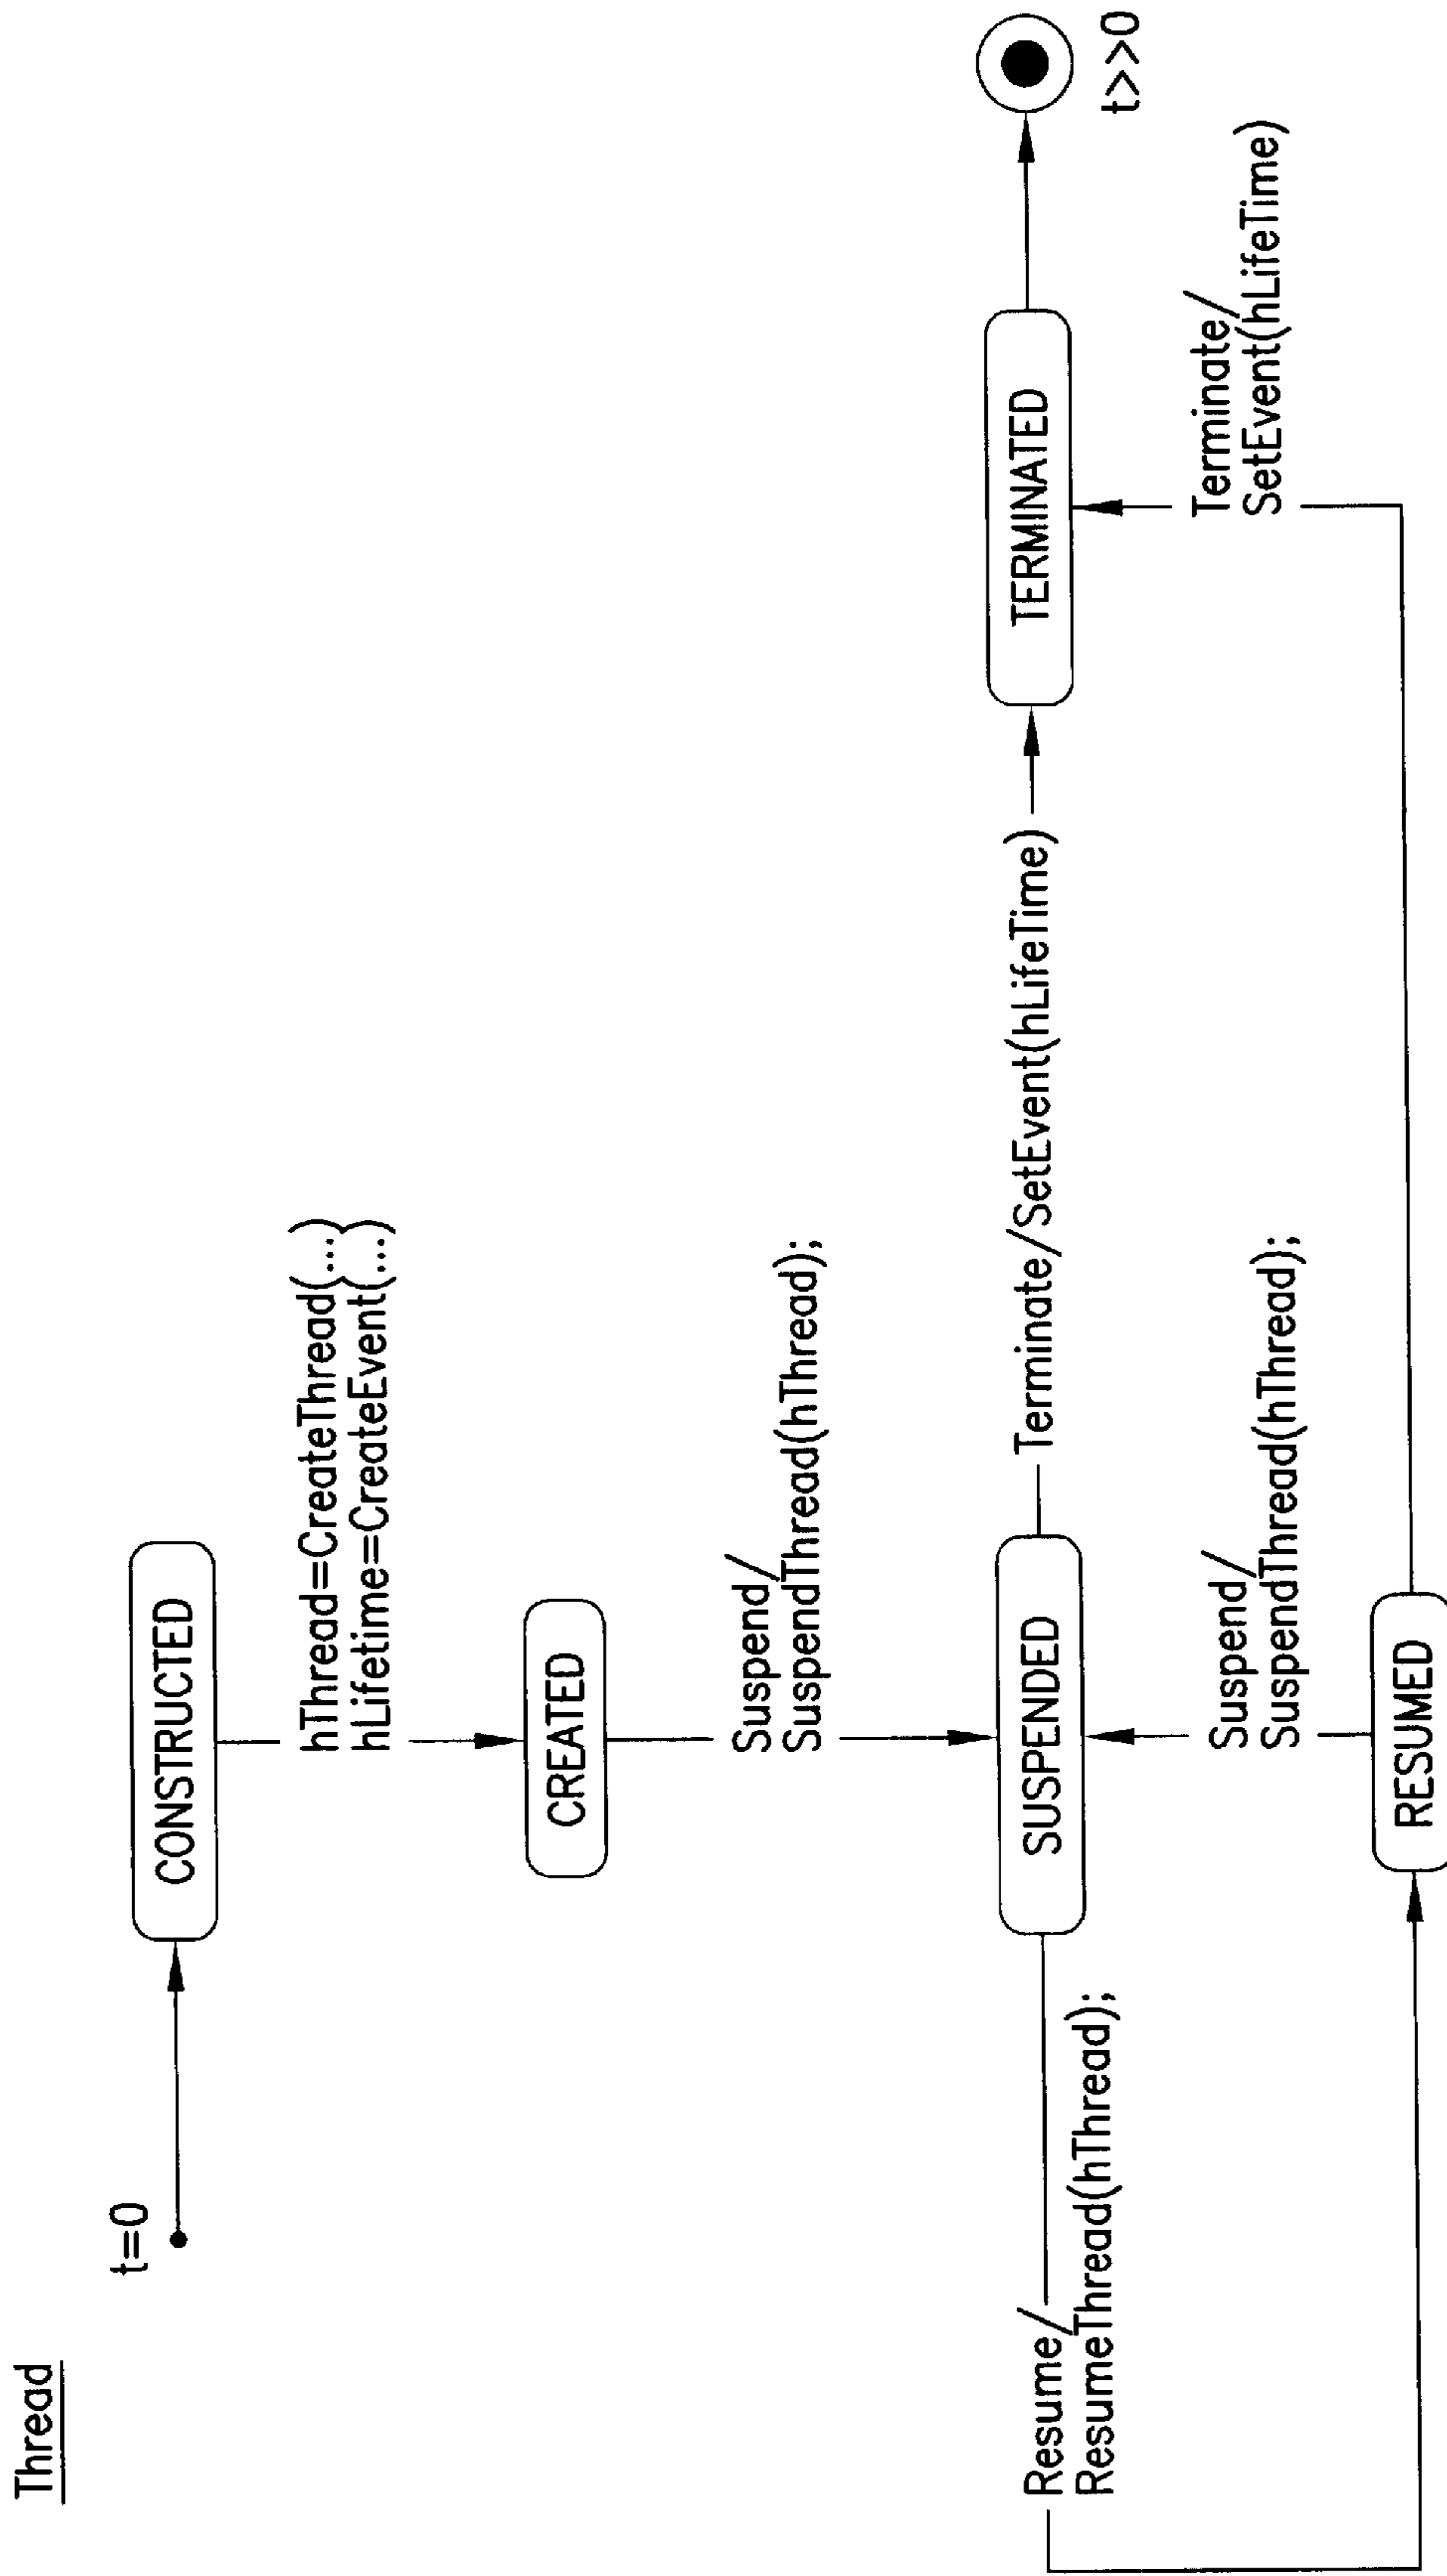 Thread
t=0
CONSTRUCTED
hThread=CreateThread(...)
hLifetime=CreateEvent(...)
CREATED
Suspend/
SuspendThread(hThread);
Resume/
ResumeThread(hThread);
SUSPENDED
Terminate/SetEvent(hLifeTime)
TERMINATED
t>>0
Suspend/
SuspendThread(hThread);
Terminate/
SetEvent(hLifeTime)
RESUMED